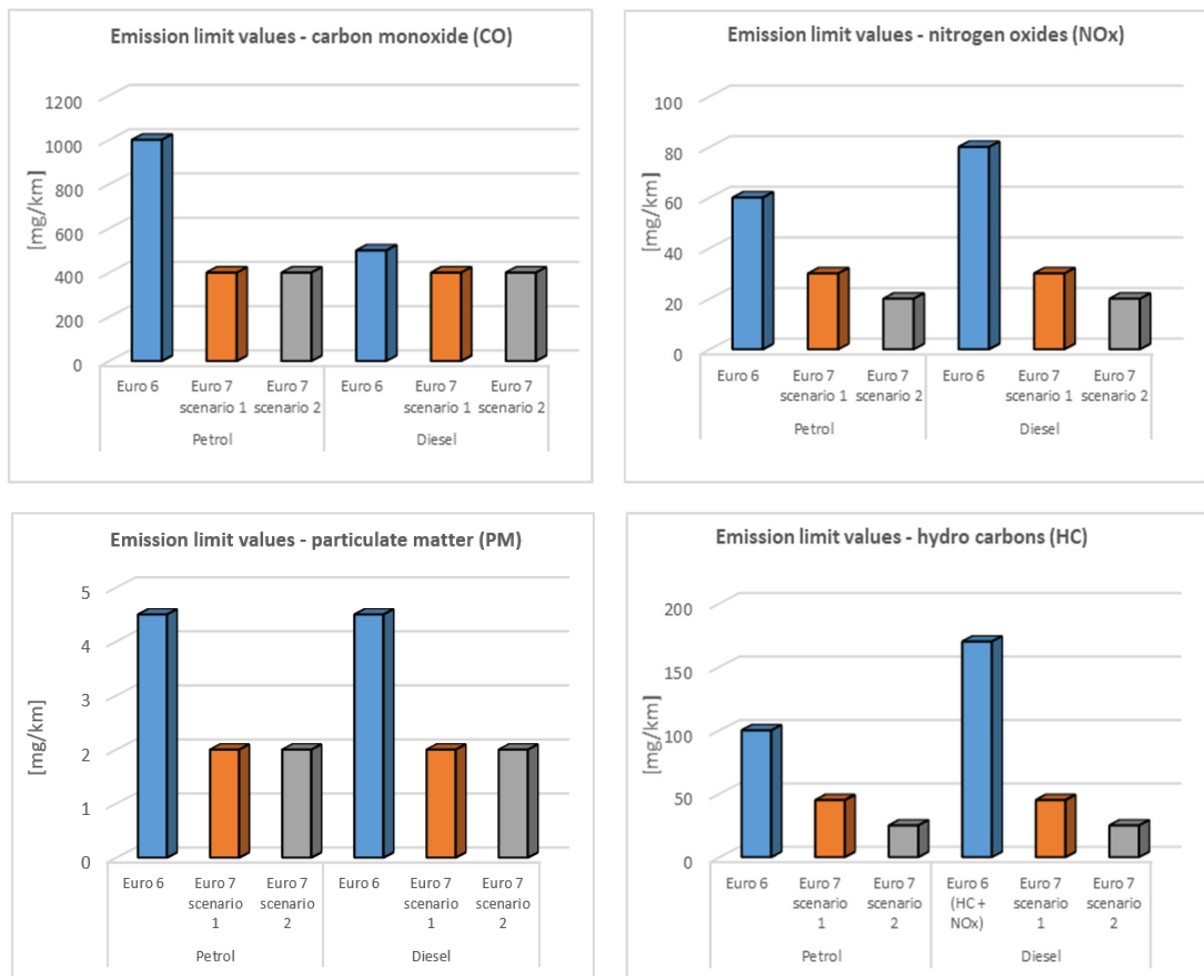 Emission limit values - carbon monoxide (CO)
1200
1000
800
600
400
200
0
[mg/km]
Euro 6
Euro 7
scenario 1
Euro 7
scenario 2
Euro 6
Euro 7
scenario 1
Euro 7
scenario 2
Petrol
Diesel
Emission limit values - nitrogen oxides (NOx)
100
80
60
40
20
0
[mg/km]
Euro 6
Euro 7
scenario 1
Euro 7
scenario 2
Euro 6
Euro 7
scenario 1
Euro 7
scenario 2
Petrol
Diesel
Emission limit values - particulate matter (PM)
5
4
3
2
1
0
[mg/km]
Euro 6
Euro 7
scenario
1
Euro 7
scenario
2
Euro 6
Euro 7
scenario
1
Euro 7
scenario
2
Petrol
Diesel
Emission limit values - hydro carbons (HC)
200
150
100
50
0
[mg/km]
Euro 6
Euro 7
scenario
1
Euro 7
scenario
2
Euro 6
(HC +
NOx)
Euro 7
scenario
1
Euro 7
scenario
2
Petrol
Diesel